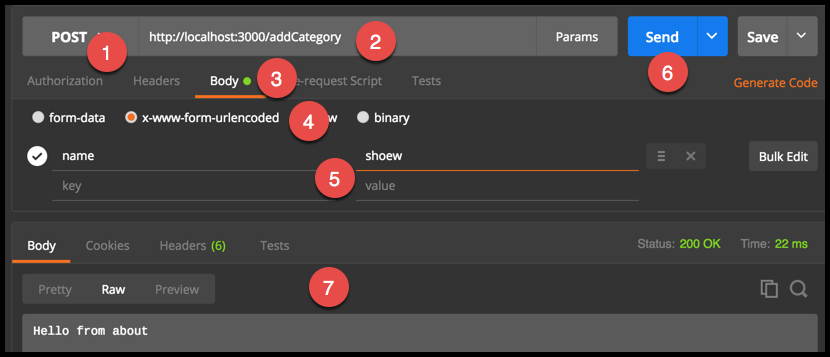 POST http://localhost:3000/addCategory Params Send Save
1 2 6
Authorization Headers Body 3 e-request Script Tests Generate Code
form-data x-www-form-urlencoded 4 w binary
name shoew Bulk Edit
key 5 value
Body Cookies Headers (6) Tests Status: 200 OK Time: 22 ms
Pretty Raw Preview 7
Hello from about